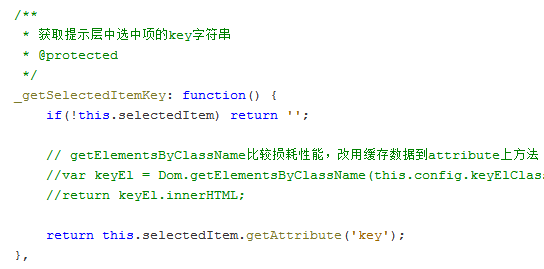 /**
* 获取提示层中选中项的key字符串
* @protected
*/
_getSelectedItemKey: function() {
if(!this.selectedItem) return '';
// getElementsByClassName比较损耗性能，改用缓存数据到attribute上方法
//var keyEl = Dom.getElementsByClassName(this.config.keyElClas
//return keyEl.innerHTML;
return this.selectedItem.getAttribute('key');
},